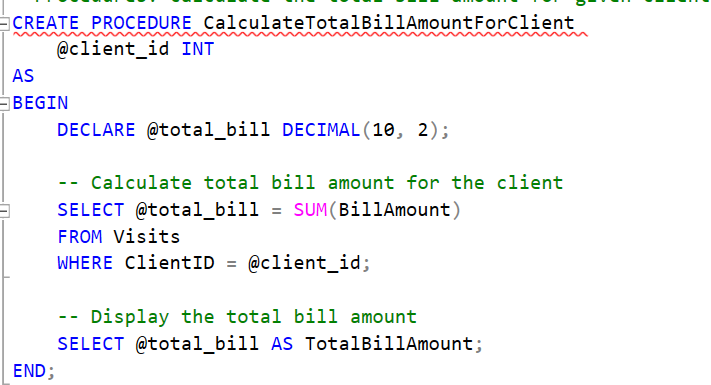 CREATE PROCEDURE CalculateTotalBillAmountForClient
    @client_id INT
AS
BEGIN
    DECLARE @total_bill DECIMAL(10, 2);

    -- Calculate total bill amount for the client
    SELECT @total_bill = SUM(BillAmount)
    FROM Visits
    WHERE ClientID = @client_id;

    -- Display the total bill amount
    SELECT @total_bill AS TotalBillAmount;
END;